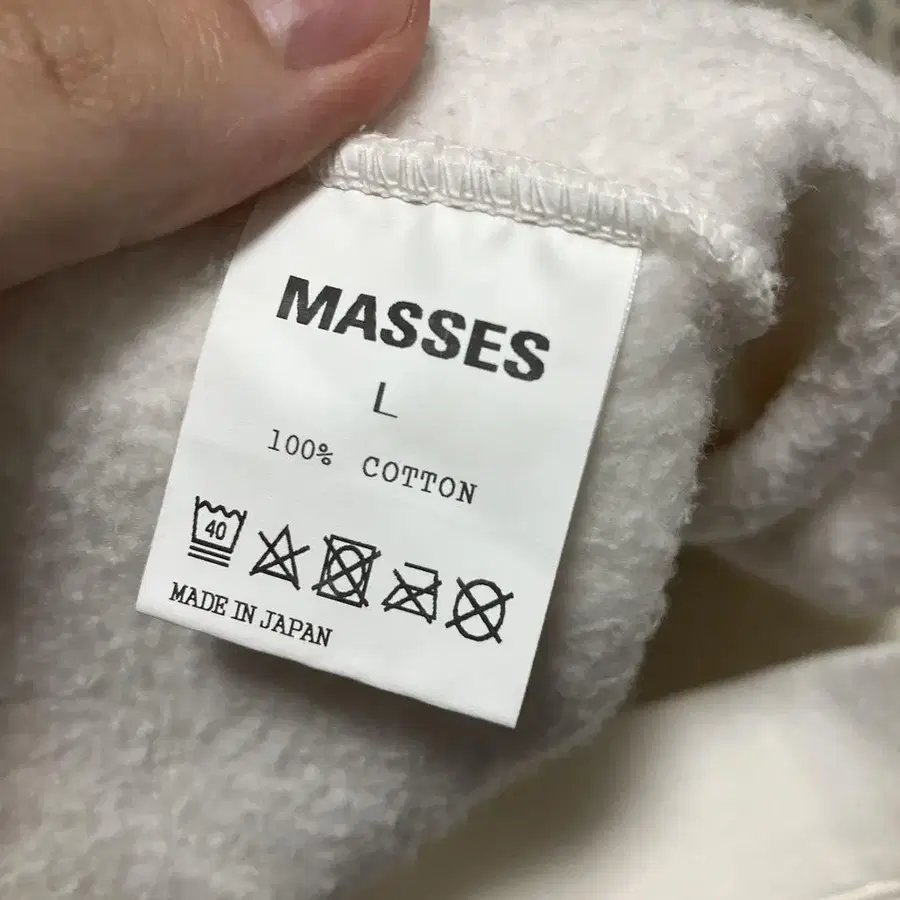 MASSES
L
100% COTTON
40
MADE IN JAPAN